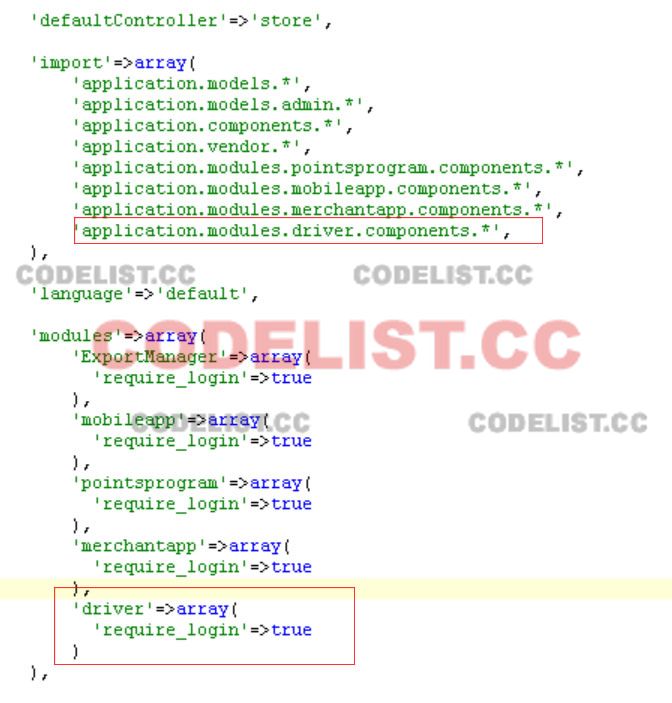 'defaultController'=>'store',
'import'=>array(
'application.models.*',
'application.models.admin.*',
'application.components.*',
'application.vendor.*',
'application.modules.pointsprogram.components.*',
'application.modules.mobileapp.components.*',
'application.modules.merchantapp.components.*',
'application.modules.driver.components.*',
),
CODELIST.CC CODELIST.CC
'language'=>'default',
'modules'=>array(
CODELIST.CC
'ExportManager'=>array(
'require_login'=>true
),
'mobileapp'=>array(
CODELIST.CC CODELIST.CC
'require_login'=>true
),
'pointsprogram'=>array(
'require_login'=>true
),
'merchantapp'=>array(
'require_login'=>true
),
'driver'=>array(
'require_login'=>true
)
),